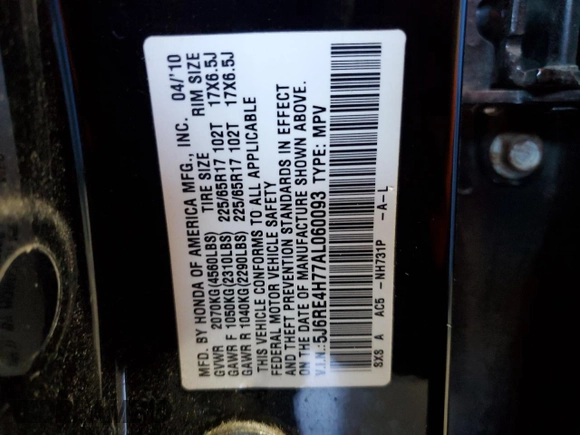 MFD. BY HONDA OF AMERICA MFG., INC. 04/'10
GVWR 2070KG(4560LBS) TIRE SIZE RIM SIZE
GAWR F 1050KG(2310LBS) 225/65R17 102T 17X6.5J
GAWR R 1040KG(2290LBS) 225/65R17 102T 17X6.5J
THIS VEHICLE CONFORMS TO ALL APPLICABLE
FEDERAL MOTOR VEHICLE SAFETY
AND THEFT PREVENTION STANDARDS IN EFFECT
ON THE DATE OF MANUFACTURE SHOWN ABOVE.
V.I.N.:5J6RE4H77AL060093 TYPE: MPV
SXS A AC5 -NH731P -A-L